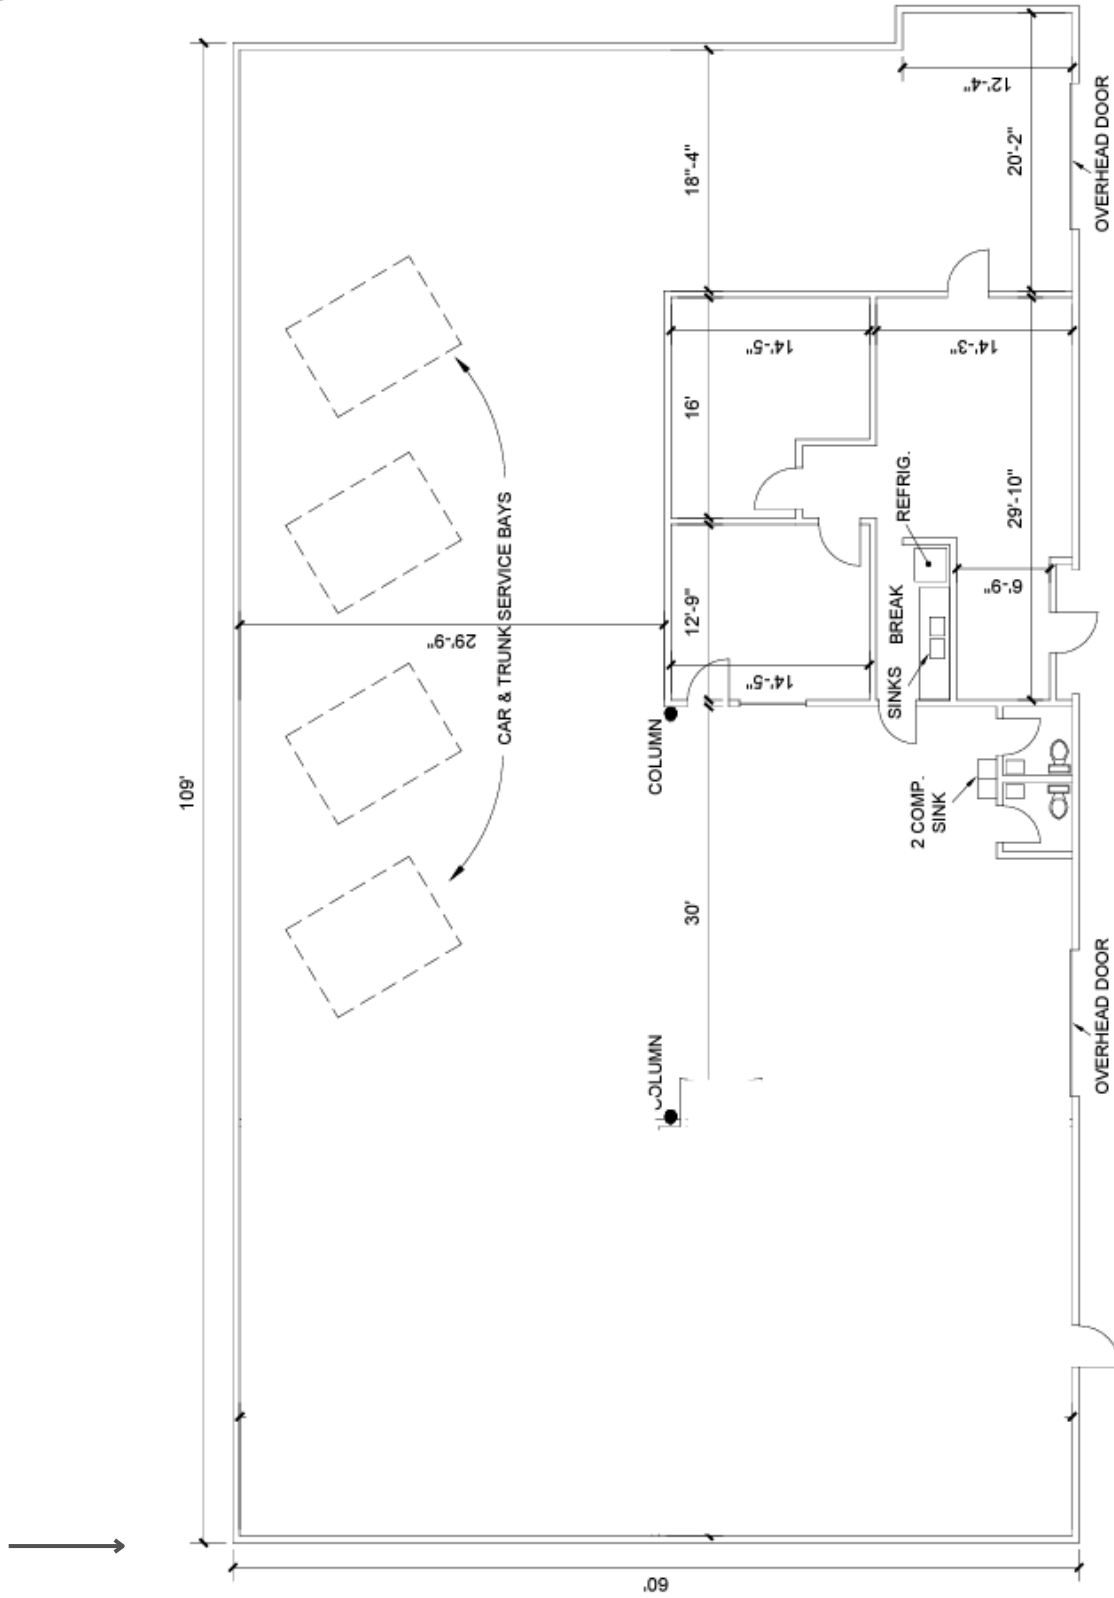 12'-4"
20'-2"
OVERHEAD DOOR
18"-4"
14'-5"
14'-3"
16'
REFRIG.
29'-10"
CAR & TRUNK SERVICE BAYS
29'-9"
12'-9"
BREAK
6'-9"
14'-5"
SINKS
COLUMN
109'
2 COMP.
SINK
30'
OVERHEAD DOOR
COLUMN
60'